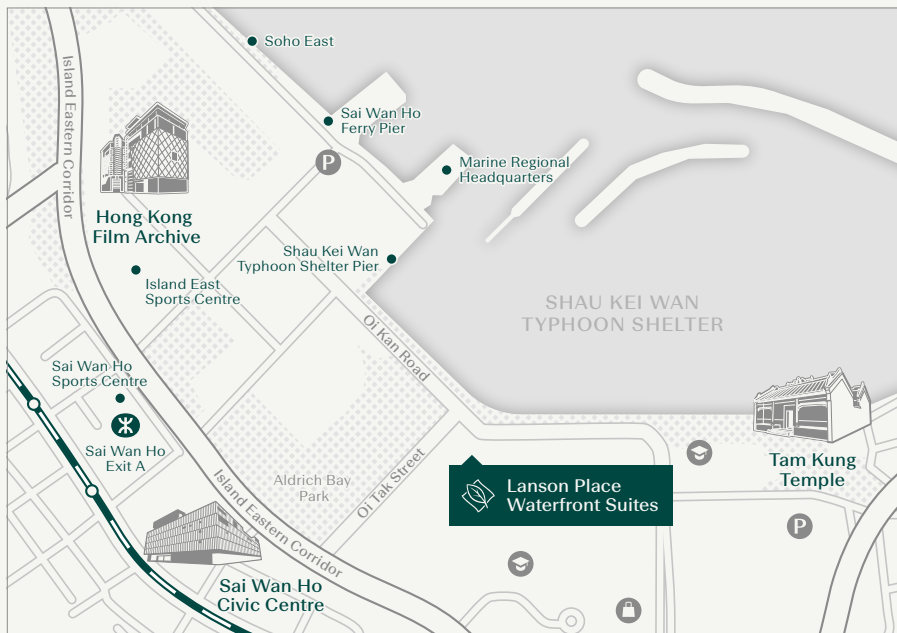 Soho East
Island Eastern Corridor
Sai Wan Ho
Ferry Pier
P
Marine Regional
Headquarters
Hong Kong
Film Archive
Shau Kei Wan
Typhoon Shelter Pier
Island East
Sports Centre
SHAU KEI WAN
TYPHOON SHELTER
Oi Kan Road
Sai Wan Ho
Sports Centre
Sai Wan Ho
Exit A
Tam Kung
Temple
Aldrich Bay
Park
Oi Tak Street
Lanson Place
Waterfront Suites
Island Eastern Corridor
P
Sai Wan Ho
Civic Centre